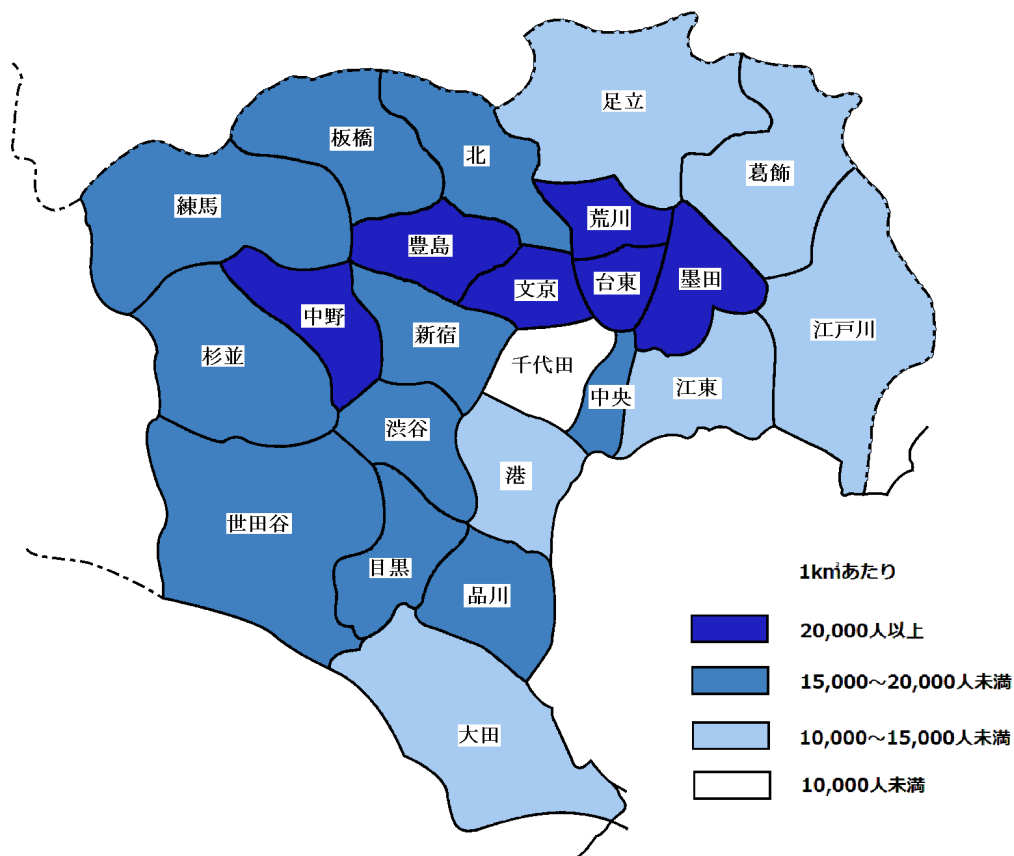 足立
板橋
北
葛飾
練馬
荒川
豊島
台東
墨田
文京
中野
新宿
江戸川
杉並
千代田
江東
中央
渋谷
港
世田谷
目黒
品川
大田
1k㎡あたり
20,000人以上
15,000～20,000人未満
10,000～15,000人未満
10,000人未満